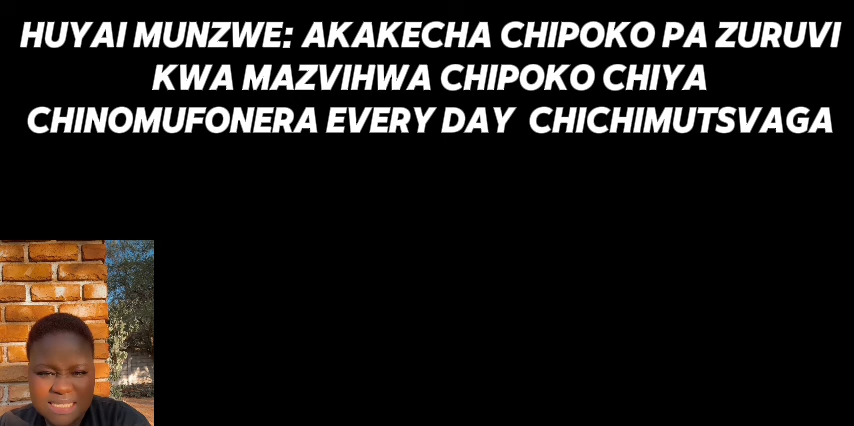 HUYAI MUNZWE: AKAKECHA CHIPOKO PA ZURUVI
KWA MAZVIHWA CHIPOKO CHIYA
CHINOMUFONERA EVERY DAY CHICHIMUTSVAGA